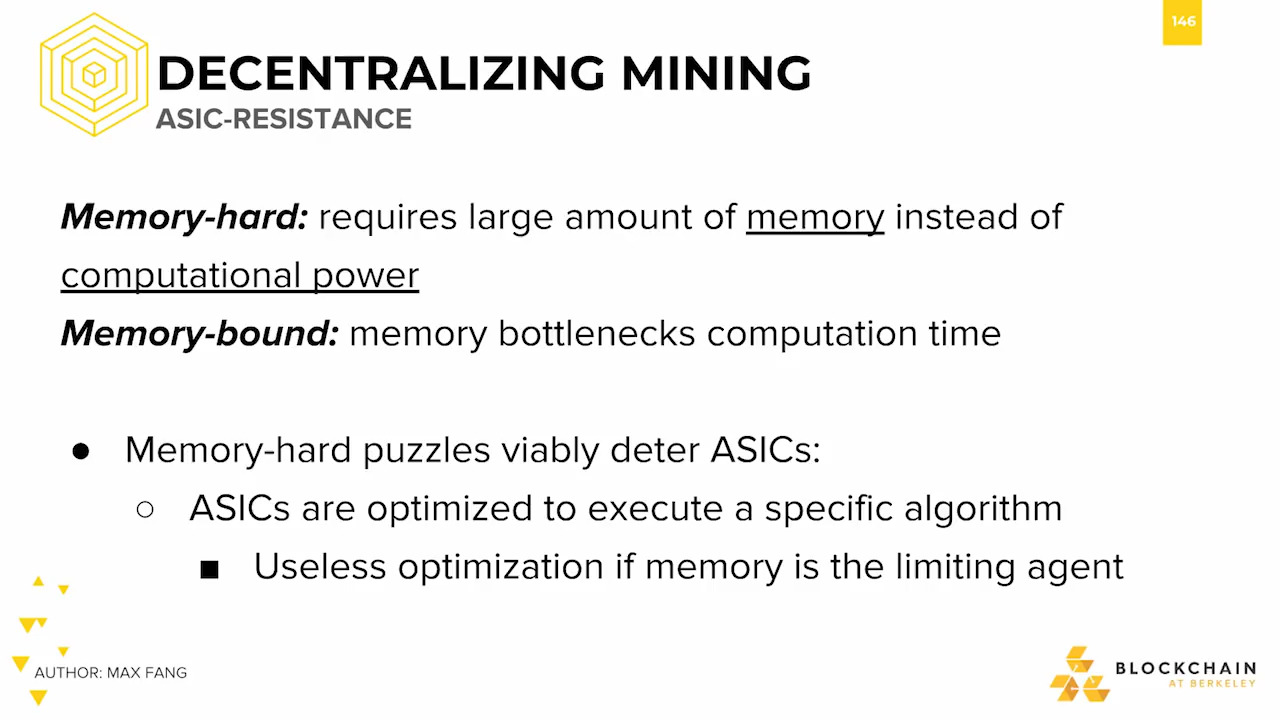 146
DECENTRALIZING MINING
ASIC-RESISTANCE
Memory-hard: requires large amount of memory instead of
computational power
Memory-bound: memory bottlenecks computation time
● Memory-hard puzzles viably deter ASICs:
○ ASICs are optimized to execute a specific algorithm
■ Useless optimization if memory is the limiting agent
AUTHOR: MAX FANG
BLOCKCHAIN
AT BERKELEY